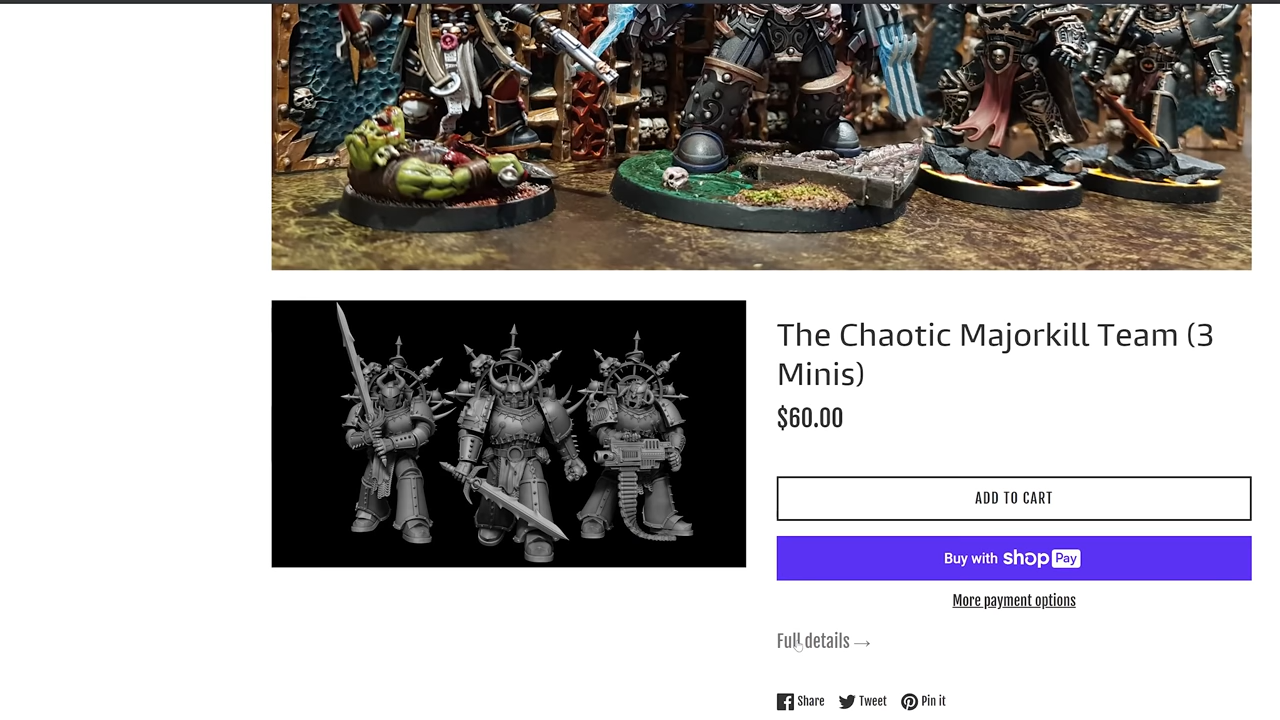 The Chaotic Majorkill Team (3
Minis)
$60.00
ADD TO CART
Buy with shop Pay
More payment options
Full details →
Share Tweet Pin it